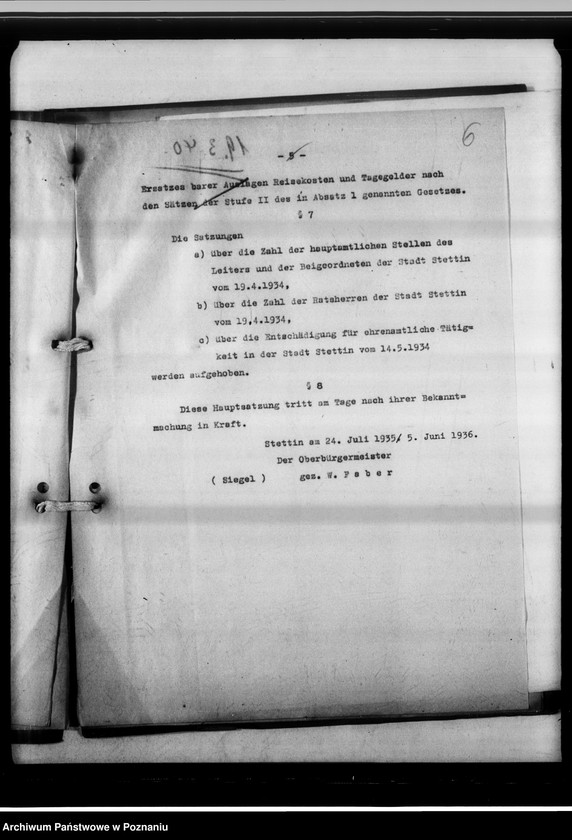 19.3.40.
6
- 5 -
Ersatzes barer Auslagen Reisekosten und Tagegelder nach
den Sätzen der Stufe II des in Absatz 1 genannten Gesetzes.
§ 7
Die Satzungen
a) über die Zahl der hauptamtlichen Stellen des
Leiters und der Beigeordneten der Stadt Stettin
vom 19.4.1934,
b) über die Zahl der Ratsherren der Stadt Stettin
vom 19.4.1934,
c) über die Entschädigung für ehrenamtliche Tätig=
keit in der Stadt Stettin vom 14.5.1934
werden aufgehoben.
§ 8
Diese Hauptsatzung tritt am Tage nach ihrer Bekannt=
machung in Kraft.
Stettin am 24. Juli 1935/ 5. Juni 1936.
Der Oberbürgermeister
( Siegel ) gez. W. F a b e r
Archiwum Państwowe w Poznaniu